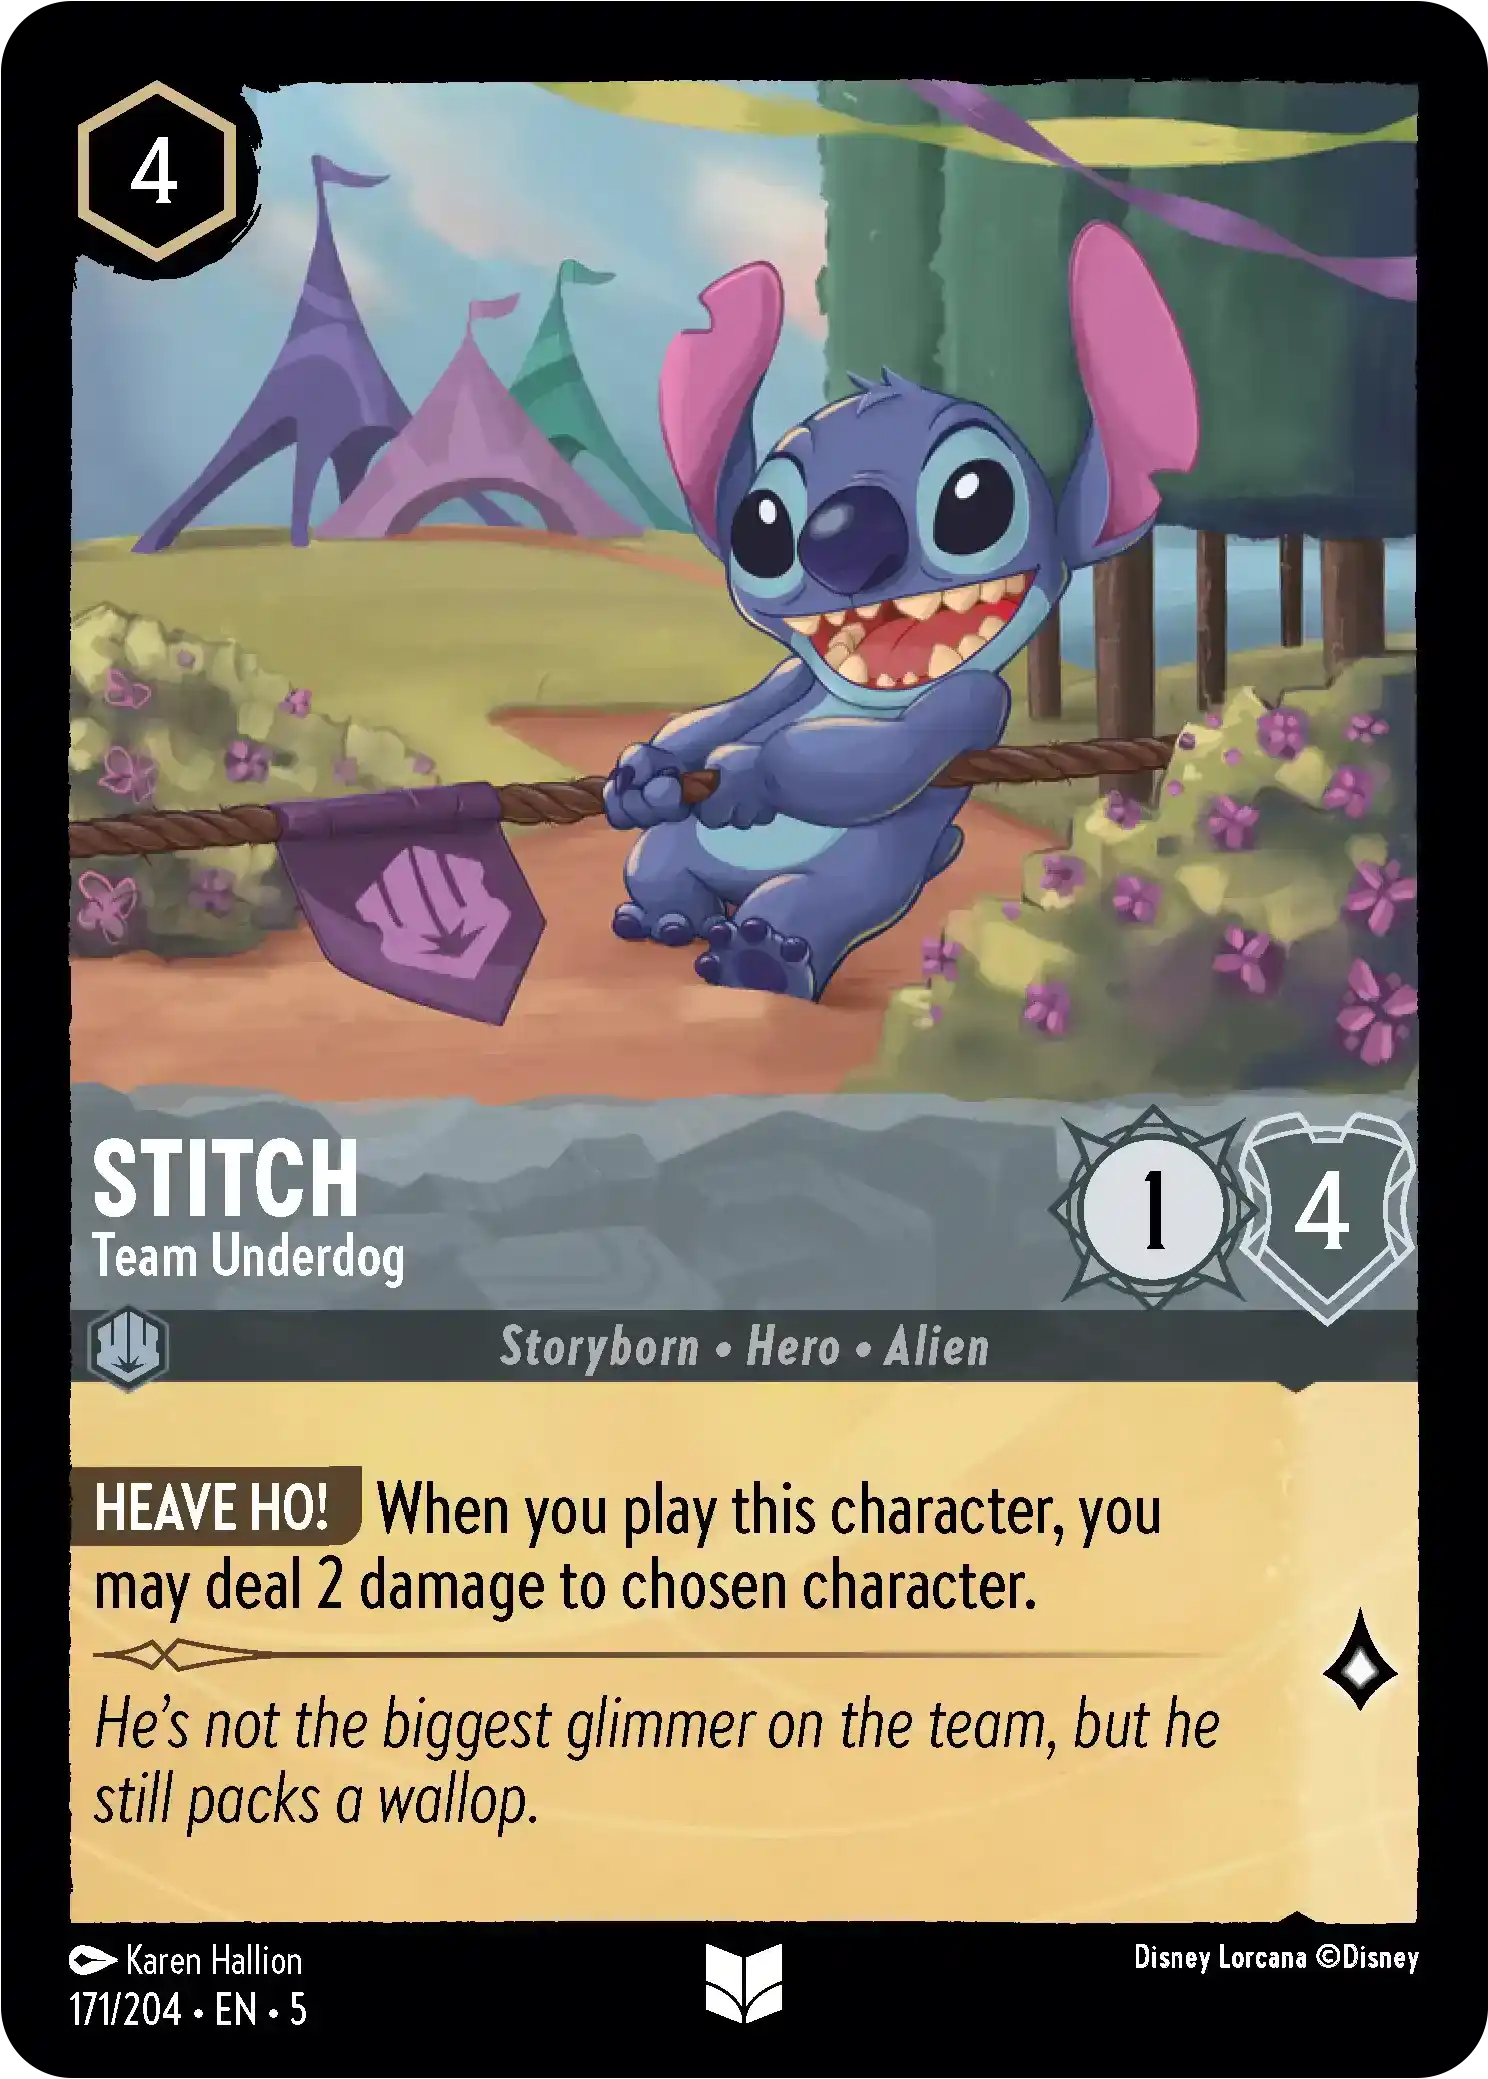 4
STITCH
Team Underdog
1
4
Storyborn • Hero • Alien
HEAVE HO! When you play this character, you
may deal 2 damage to chosen character.
He's not the biggest glimmer on the team, but he
still packs a wallop.
Karen Hallion
Disney Lorcana ©Disney
171/204 • EN • 5